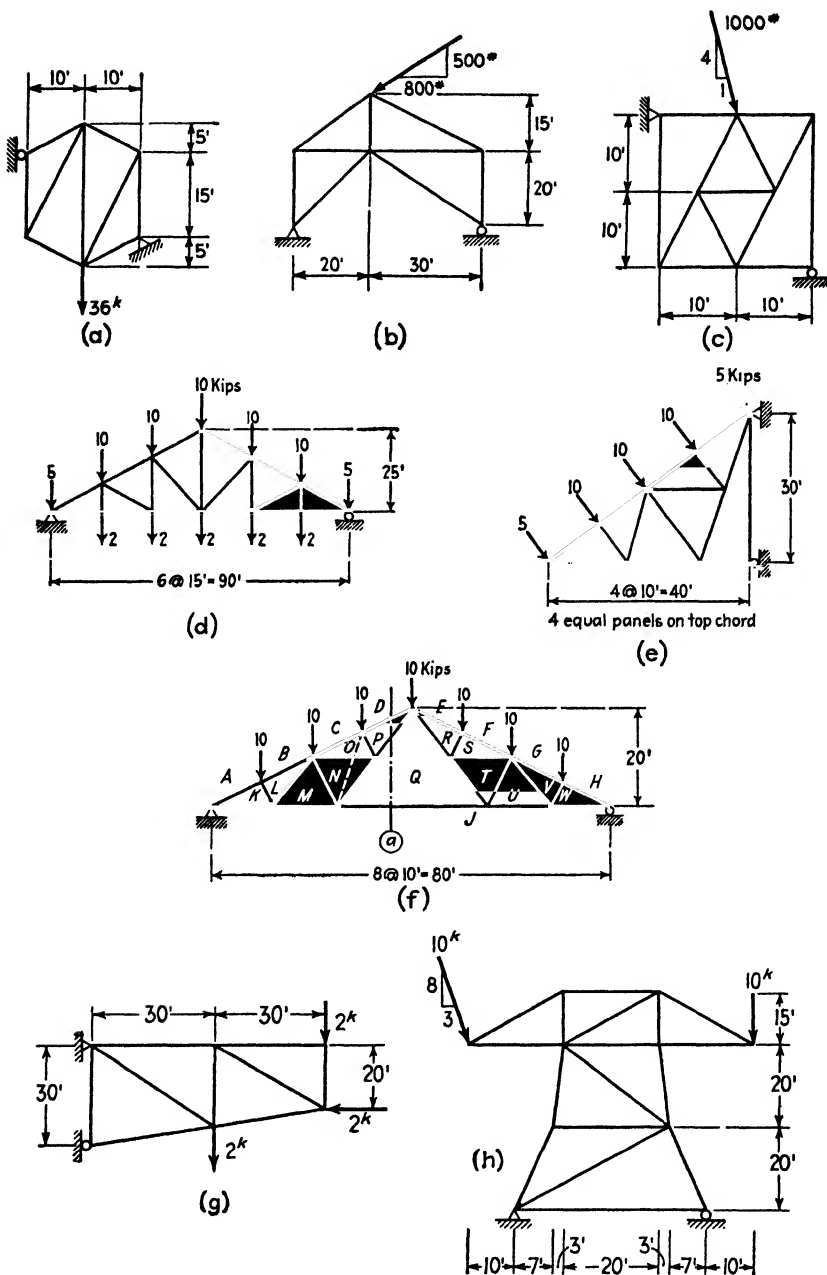 10' 10'
5'
15'
5'
36k
(a)
500#
800#
15'
20'
20' 30'
(b)
1000#
4
1
10'
10'
10' 10'
(c)
10 Kips
10 10
10 10
5 5
25'
2 2 2 2 2
6 @ 15' = 90'
(d)
5 Kips
10
10
10
5
30'
4 @ 10' = 40'
4 equal panels on top chord
(e)
10 Kips
10 D E 10
10 C F 10
10 B O P R S G 10
A K L M N Q T U V W H
J
20'
a
8 @ 10' = 80'
(f)
30' 30'
2k
30'
20'
2k
2k
(g)
10k
8
3
10k
15'
20'
20'
(h)
3' 3'
10' 7' 20' 7' 10'